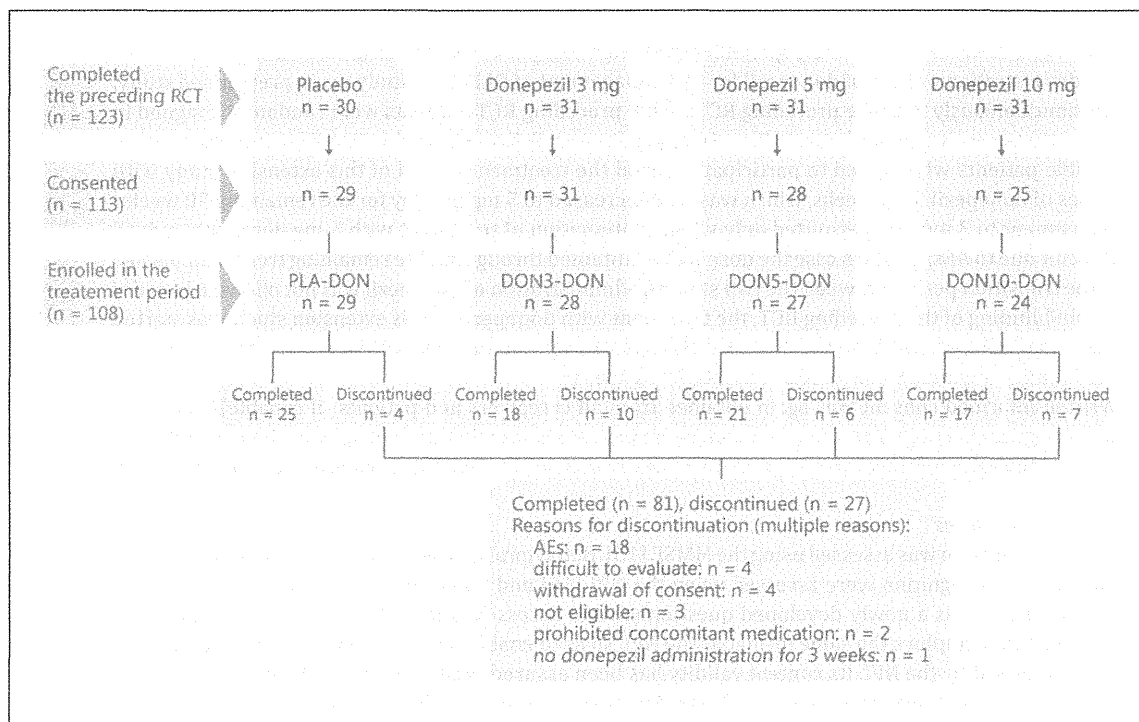 Completed
the preceding RCT
(n = 123)
Placebo
n = 30
Donepezil 3 mg
n = 31
Donepezil 5 mg
n = 31
Donepezil 10 mg
n = 31
Consented
(n = 113)
n = 29
n = 31
n = 28
n = 25
Enrolled in the
treatement period
(n = 108)
PLA-DON
n = 29
DON3-DON
n = 28
DON5-DON
n = 27
DON10-DON
n = 24
Completed
n = 25
Discontinued
n = 4
Completed
n = 18
Discontinued
n = 10
Completed
n = 21
Discontinued
n = 6
Completed
n = 17
Discontinued
n = 7
Completed (n = 81), discontinued (n = 27)
Reasons for discontinuation (multiple reasons):
AEs: n = 18
difficult to evaluate: n = 4
withdrawal of consent: n = 4
not eligible: n = 3
prohibited concomitant medication: n = 2
no donepezil administration for 3 weeks: n = 1